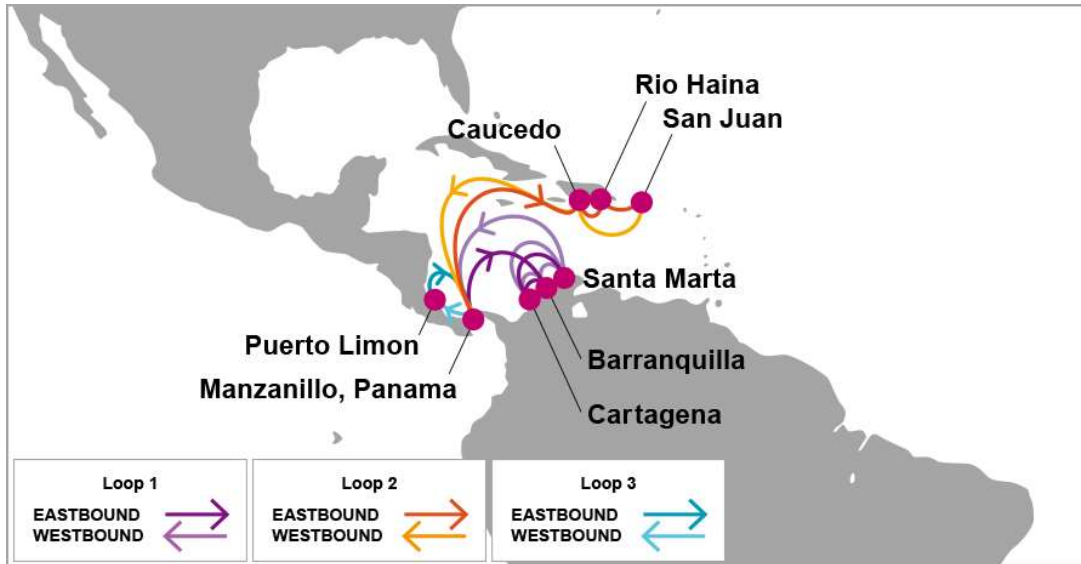 Rio Haina
San Juan
Caucedo
Santa Marta
Puerto Limon
Barranquilla
Manzanillo, Panama
Cartagena
Loop 1
EASTBOUND
WESTBOUND
Loop 2
EASTBOUND
WESTBOUND
Loop 3
EASTBOUND
WESTBOUND